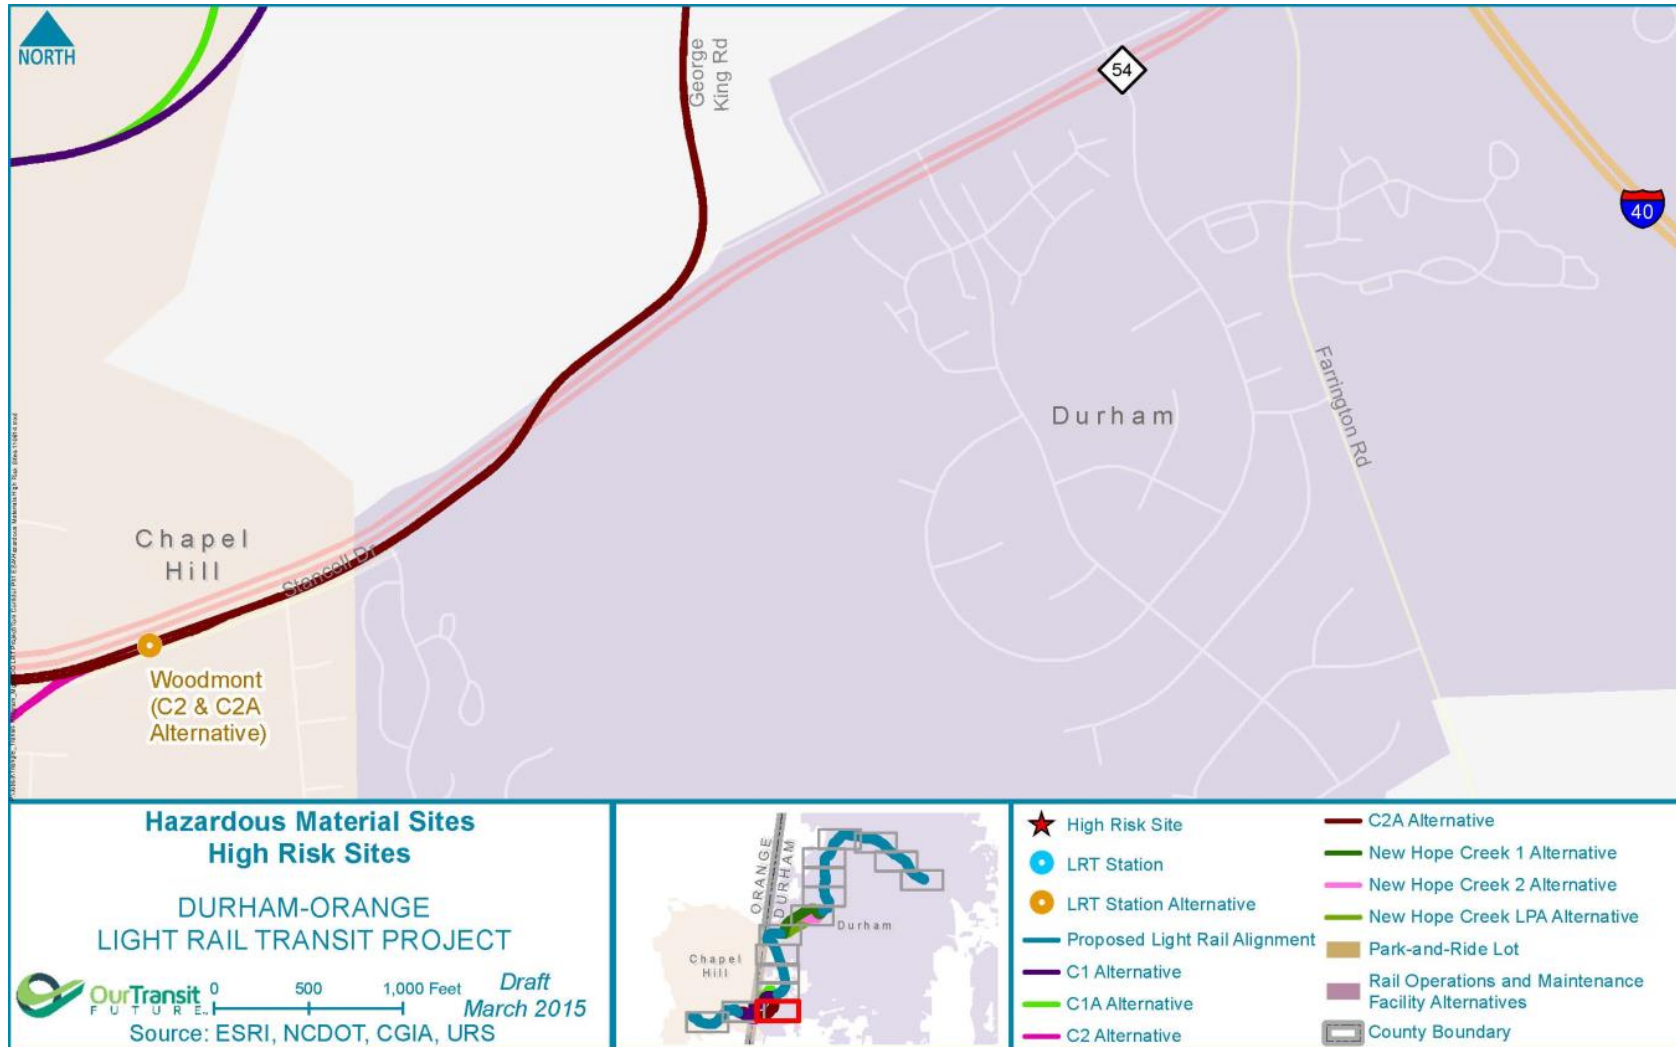 NORTH
George
King Rd
54
40
Durham
Farrington Rd
Chapel
Hill
Stancell Dr
Woodmont
(C2 & C2A
Alternative)
Hazardous Material Sites
High Risk Sites
DURHAM-ORANGE
LIGHT RAIL TRANSIT PROJECT
OurTransit
FUTURE
0 500 1,000 Feet
Draft
March 2015
Source: ESRI, NCDOT, CGIA, URS
ORANGE
DURHAM
Durham
Chapel
Hill
High Risk Site
LRT Station
LRT Station Alternative
Proposed Light Rail Alignment
C1 Alternative
C1A Alternative
C2 Alternative
C2A Alternative
New Hope Creek 1 Alternative
New Hope Creek 2 Alternative
New Hope Creek LPA Alternative
Park-and-Ride Lot
Rail Operations and Maintenance
Facility Alternatives
County Boundary